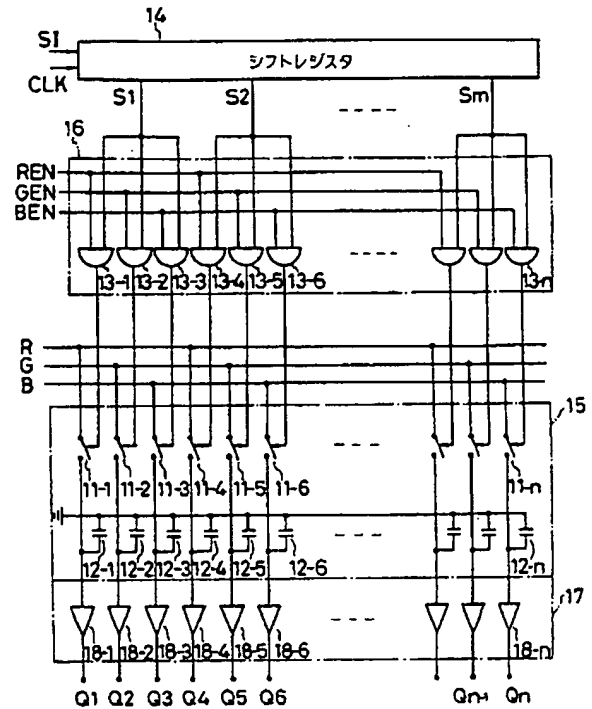 14
SI
シフトレジスタ
CLK
S1 S2 Sm
16
REN
GEN
BEN
13-1 13-2 13-3 13-4 13-5 13-6 13-n
R
G
B
15
11-1 11-2 11-3 11-4 11-5 11-6 11-n
12-1 12-2 12-3 12-4 12-5 12-6 12-n
17
18-1 18-2 18-3 18-4 18-5 18-6 18-n
Q1 Q2 Q3 Q4 Q5 Q6 Qn-1 Qn